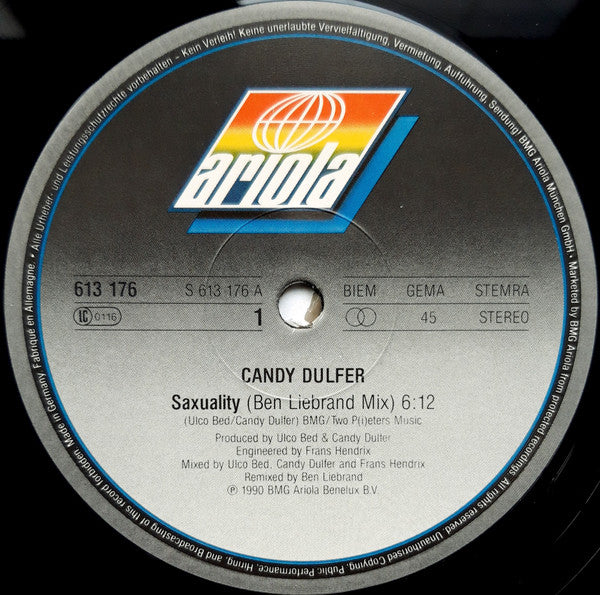 Alle Urheber- und Leistungsschutzrechte vorbehalten - Kein Verleih! Keine unerlaubte Vervielfältigung, Vermietung, Aufführung, Sendung! BMG Ariola München GmbH · Marketed by BMG Ariola from protected recordings. All rights reserved. Unauthorised Copying, Public Performance, Hiring, and Broadcasting of this record forbidden. Made in Germany. Fabriqué en Allemagne. ·
ariola
613 176 S 613 176 A BIEM GEMA STEMRA
LC 0116 1 45 STEREO
CANDY DULFER
Saxuality (Ben Liebrand Mix) 6:12
(Ulco Bed/Candy Dulfer) BMG/Two P(i)eters Music
Produced by Ulco Bed & Candy Dulfer
Engineered by Frans Hendrix
Mixed by Ulco Bed, Candy Dulfer and Frans Hendrix
Remixed by Ben Liebrand
℗ 1990 BMG Ariola Benelux B.V.